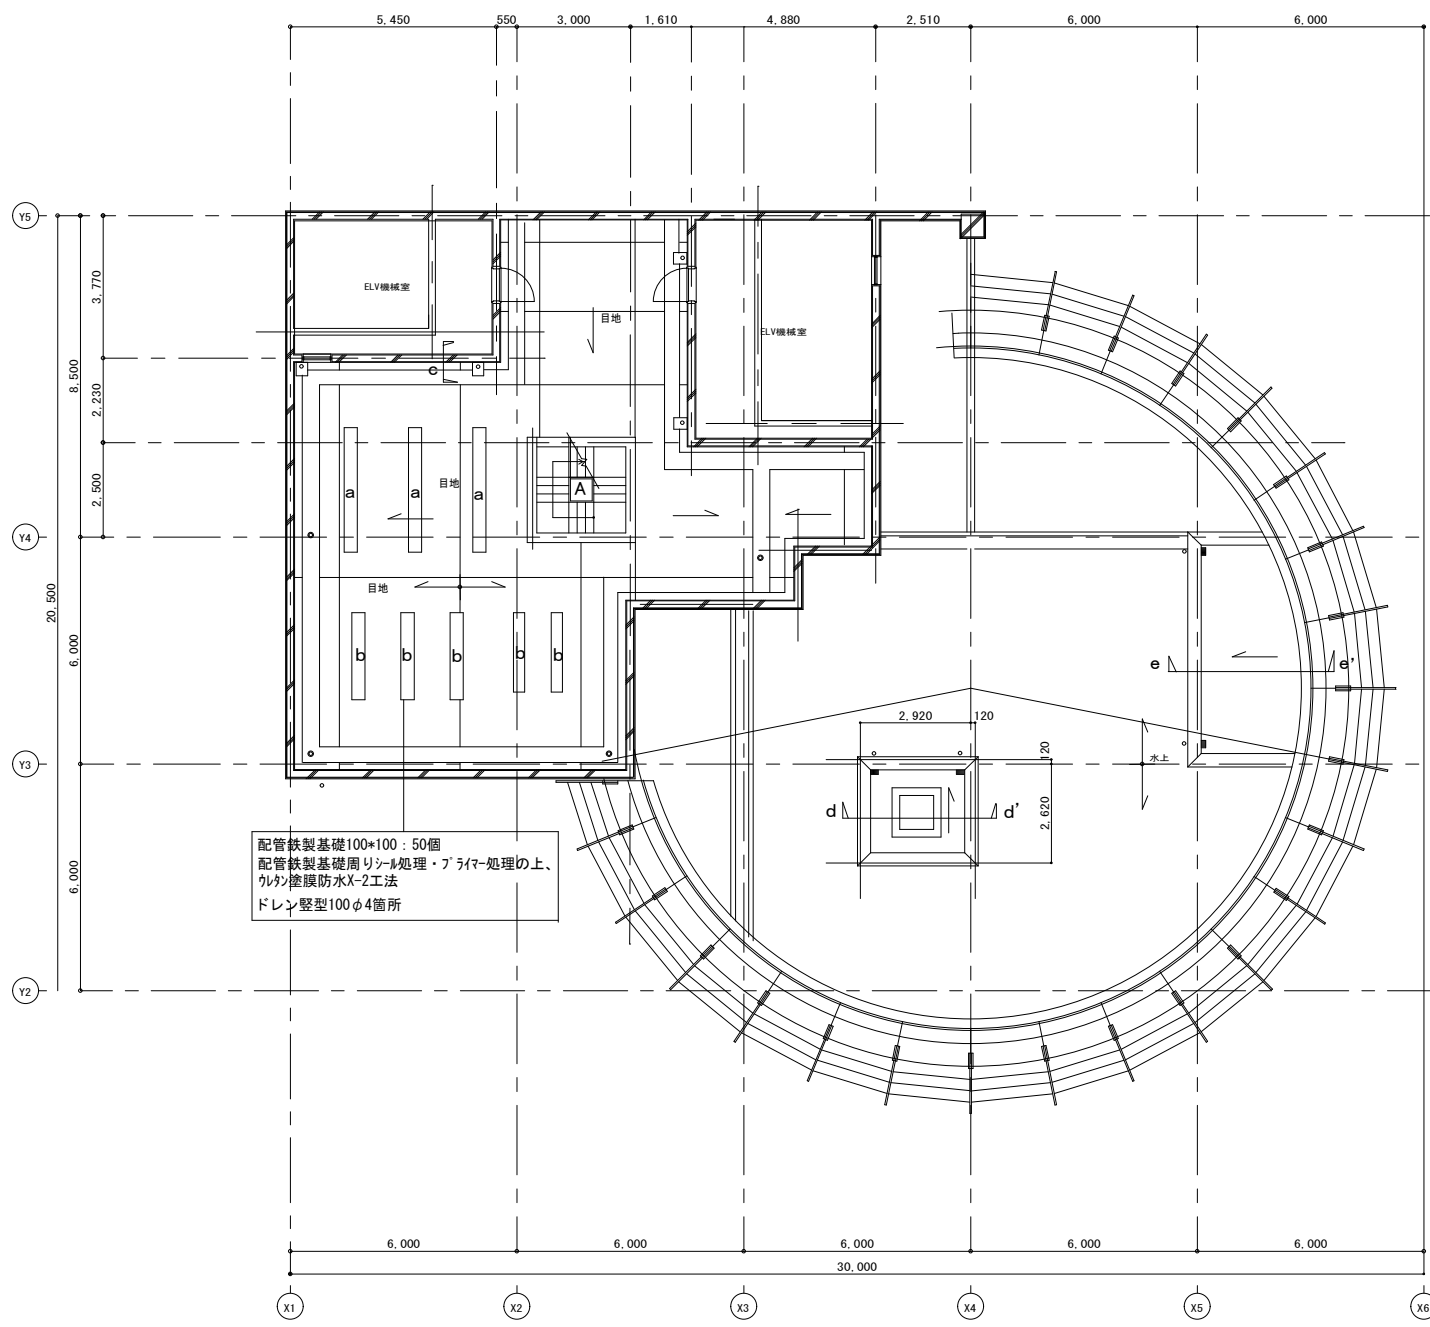 5,450
550
3,000
1,610
4,880
2,510
6,000
6,000
Y5
3,770
ELV機械室
目地
ELV機械室
8,500
c
2,230
2,500
目地
a
a
a
A
Y4
目地
20,500
6,000
b
b
b
b
b
e
e'
2,920
120
120
水上
Y3
d
d'
2,620
配管鉄製基礎100*100：50個
配管鉄製基礎周りｼｰﾙ処理・ﾌﾟﾗｲﾏｰ処理の上、
ｳﾚﾀﾝ塗膜防水X-2工法
ドレン竪型100φ4箇所
6,000
Y2
6,000
6,000
6,000
6,000
6,000
30,000
X1
X2
X3
X4
X5
X6